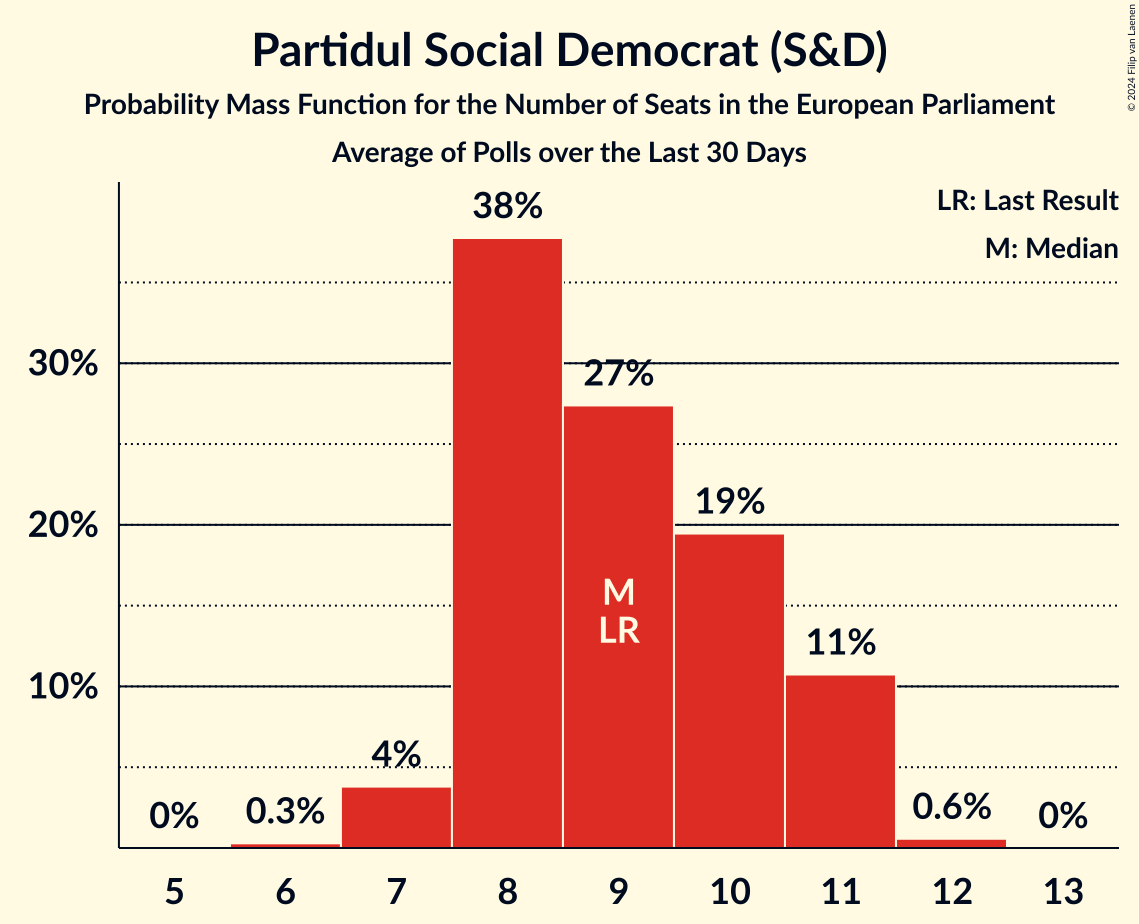 Partidul Social Democrat (S&D)
Probability Mass Function for the Number of Seats in the European Parliament
Average of Polls over the Last 30 Days
© 2024 Filip van Laenen
LR: Last Result
M: Median
38%
30%
27%
20%
19%
M
LR
11%
10%
4%
0%
0.3%
0.6%
0%
5 6 7 8 9 10 11 12 13